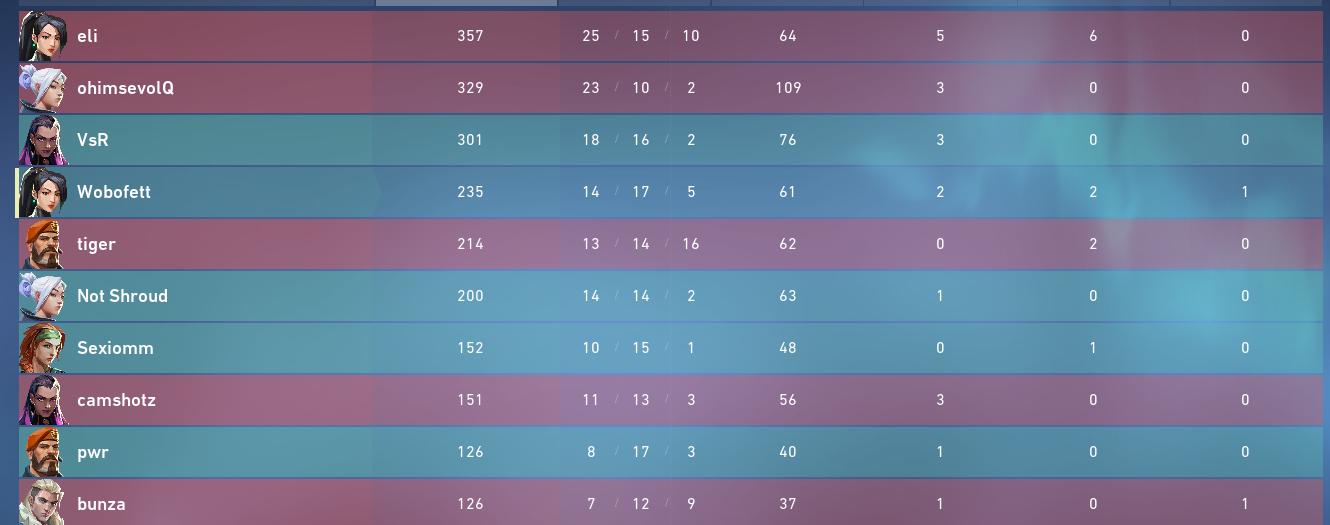 eli 357 25 / 15 / 10 64 5 6 0
ohimsevolQ 329 23 / 10 / 2 109 3 0 0
VsR 301 18 / 16 / 2 76 3 0 0
Wobofett 235 14 / 17 / 5 61 2 2 1
tiger 214 13 / 14 / 16 62 0 2 0
Not Shroud 200 14 / 14 / 2 63 1 0 0
Sexiomm 152 10 / 15 / 1 48 0 1 0
camshotz 151 11 / 13 / 3 56 3 0 0
pwr 126 8 / 17 / 3 40 1 0 0
bunza 126 7 / 12 / 9 37 1 0 1